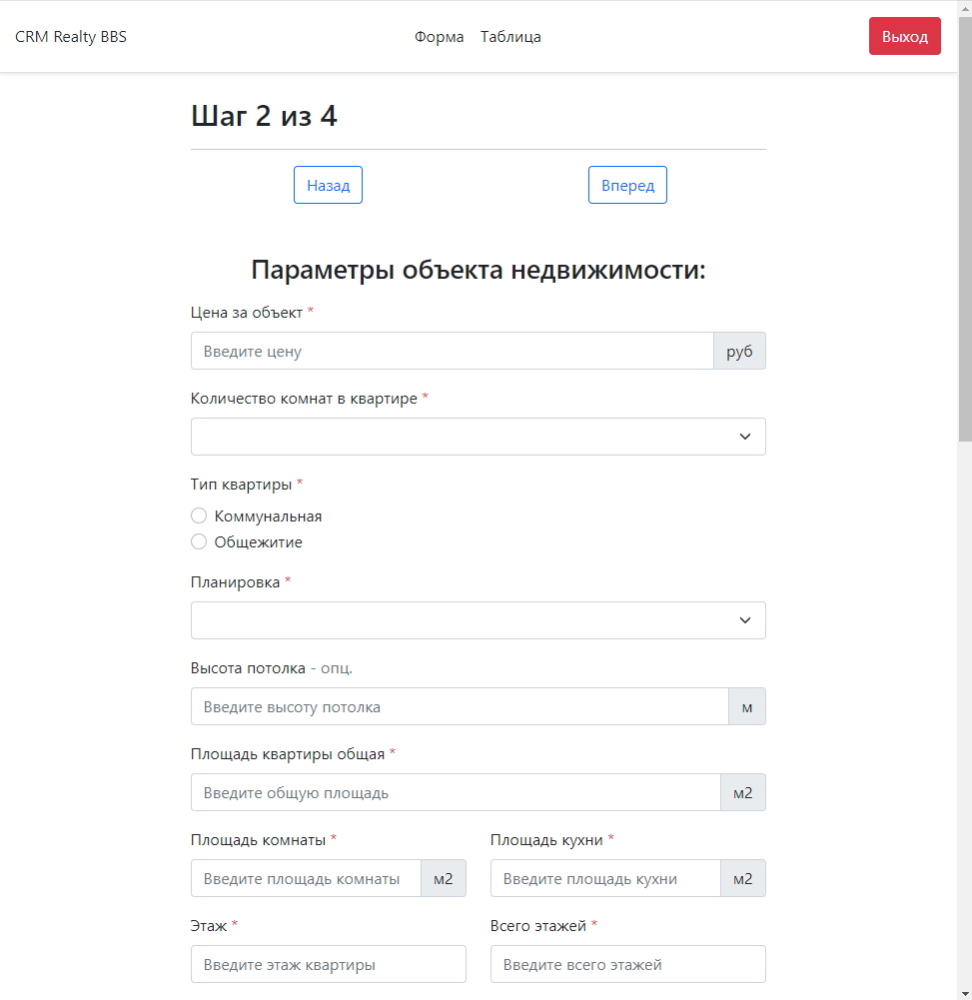 CRM Realty BBS Форма Таблица Выход
Шаг 2 из 4
Назад Вперед
Параметры объекта недвижимости:
Цена за объект *
Введите цену руб
Количество комнат в квартире *
Тип квартиры *
Коммунальная
Общежитие
Планировка *
Высота потолка - опц.
Введите высоту потолка м
Площадь квартиры общая *
Введите общую площадь м2
Площадь комнаты * Площадь кухни *
Введите площадь комнаты м2 Введите площадь кухни м2
Этаж * Всего этажей *
Введите этаж квартиры Введите всего этажей